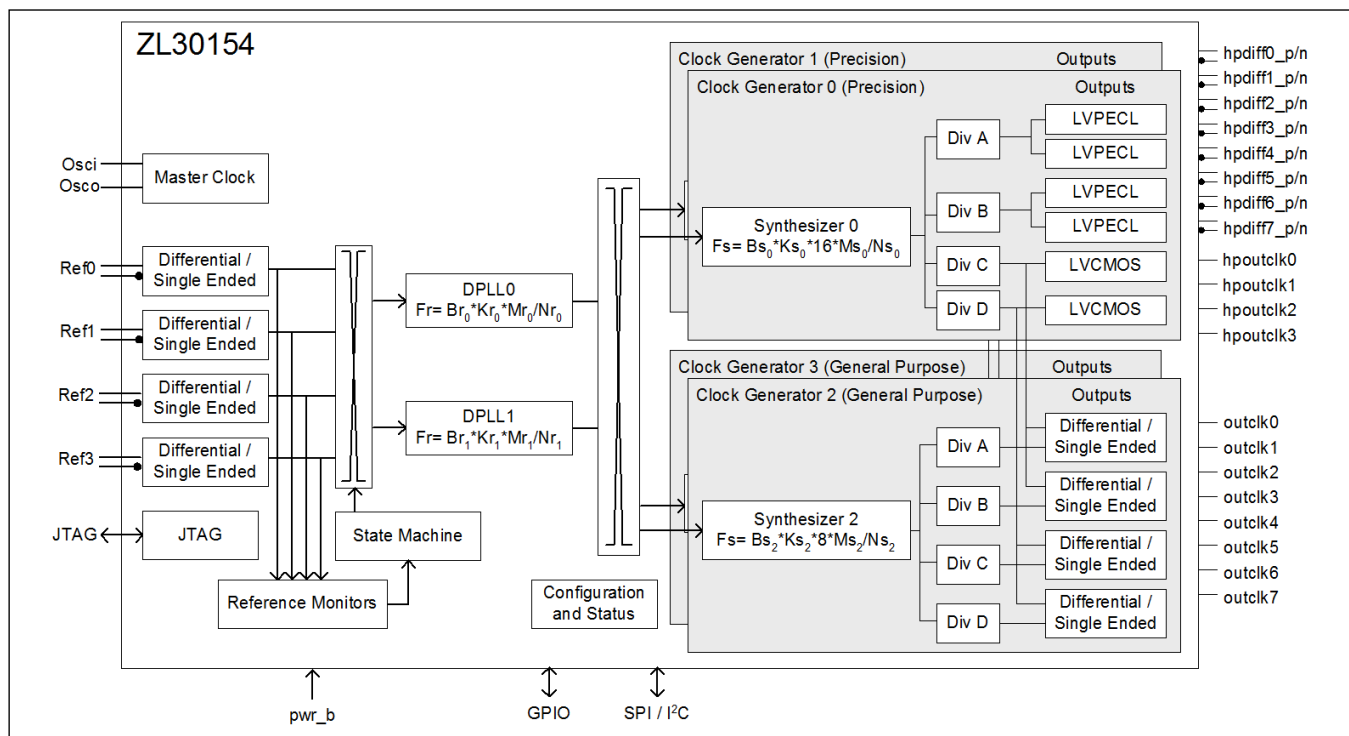 ZL30154
Osci
Osco
Master Clock
Ref0
Differential /
Single Ended
Ref1
Differential /
Single Ended
Ref2
Differential /
Single Ended
Ref3
Differential /
Single Ended
JTAG
JTAG
State Machine
Reference Monitors
DPLL0
Fr= Br₀*Kr₀*Mr₀/Nr₀
DPLL1
Fr= Br₁*Kr₁*Mr₁/Nr₁
Configuration
and Status
Clock Generator 1 (Precision)
Outputs
Clock Generator 0 (Precision)
Outputs
Synthesizer 0
Fs= Bs₀*Ks₀*16*Ms₀/Ns₀
Div A
LVPECL
LVPECL
Div B
LVPECL
LVPECL
Div C
LVCMOS
Div D
LVCMOS
Clock Generator 3 (General Purpose)
Outputs
Clock Generator 2 (General Purpose)
Outputs
Synthesizer 2
Fs= Bs₂*Ks₂*8*Ms₂/Ns₂
Div A
Differential /
Single Ended
Div B
Differential /
Single Ended
Div C
Differential /
Single Ended
Div D
Differential /
Single Ended
hpdiff0_p/n
hpdiff1_p/n
hpdiff2_p/n
hpdiff3_p/n
hpdiff4_p/n
hpdiff5_p/n
hpdiff6_p/n
hpdiff7_p/n
hpoutclk0
hpoutclk1
hpoutclk2
hpoutclk3
outclk0
outclk1
outclk2
outclk3
outclk4
outclk5
outclk6
outclk7
pwr_b
GPIO
SPI / I²C